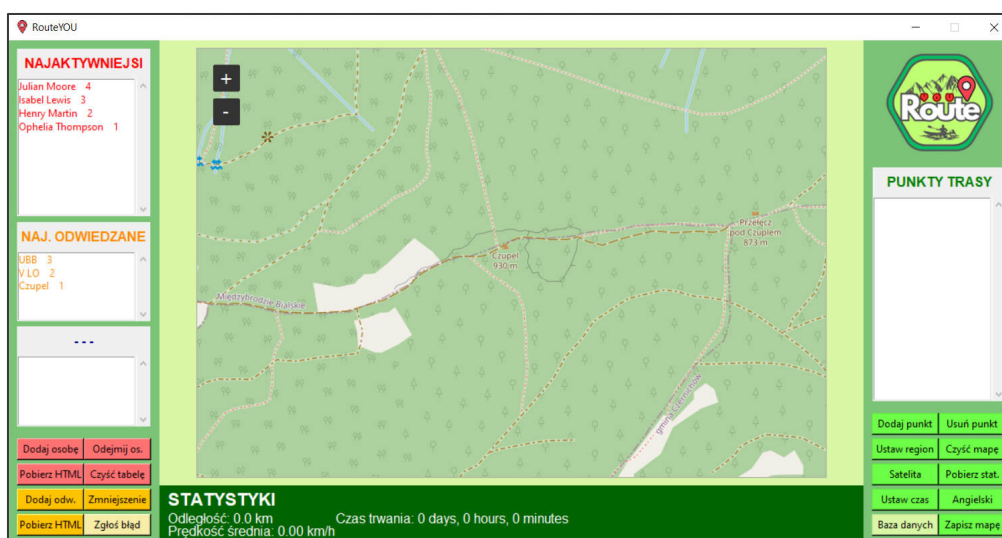 RouteYOU
NAJAKTYWNIEJSI
Julian Moore 4
Isabel Lewis 3
Henry Martin 2
Ophelia Thompson 1
NAJ. ODWIEDZANE
UBB 3
V LO 2
Czupel 1
- - -
Dodaj osobę
Odejmij os.
Pobierz HTML
Czyść tabelę
Dodaj odw.
Zmniejszenie
Pobierz HTML
Zgłoś błąd
+
-
Czupel
930 m
Przełęcz
pod Czuplem
873 m
Międzybrodzie Bialskie
gmina Czernichów
STATYSTYKI
Odległość: 0.0 km
Czas trwania: 0 days, 0 hours, 0 minutes
Prędkość średnia: 0.00 km/h
YOU
Route
PUNKTY TRASY
Dodaj punkt
Usuń punkt
Ustaw region
Czyść mapę
Satelita
Pobierz stat.
Ustaw czas
Angielski
Baza danych
Zapisz mapę